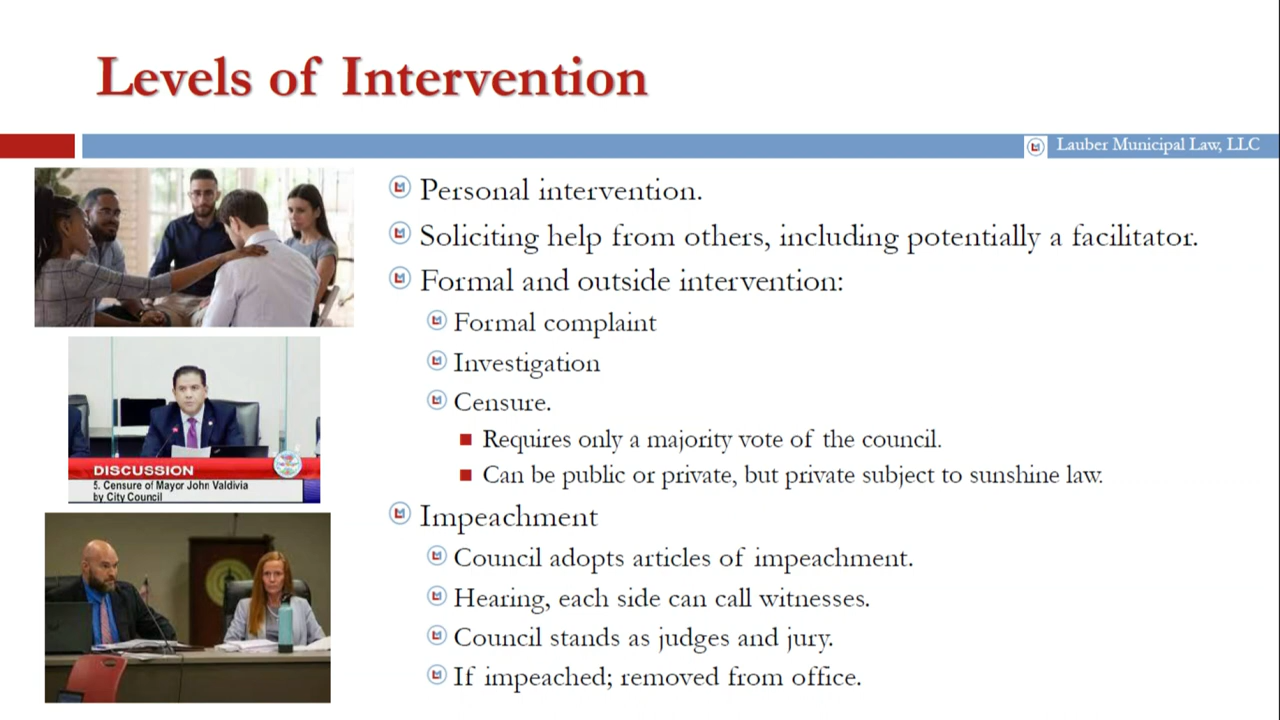 Levels of Intervention
Lauber Municipal Law, LLC
Personal intervention.
Soliciting help from others, including potentially a facilitator.
Formal and outside intervention:
Formal complaint
Investigation
Censure.
Requires only a majority vote of the council.
Can be public or private, but private subject to sunshine law.
Impeachment
Council adopts articles of impeachment.
Hearing, each side can call witnesses.
Council stands as judges and jury.
If impeached; removed from office.
DISCUSSION
5. Censure of Mayor John Valdivia
by City Council